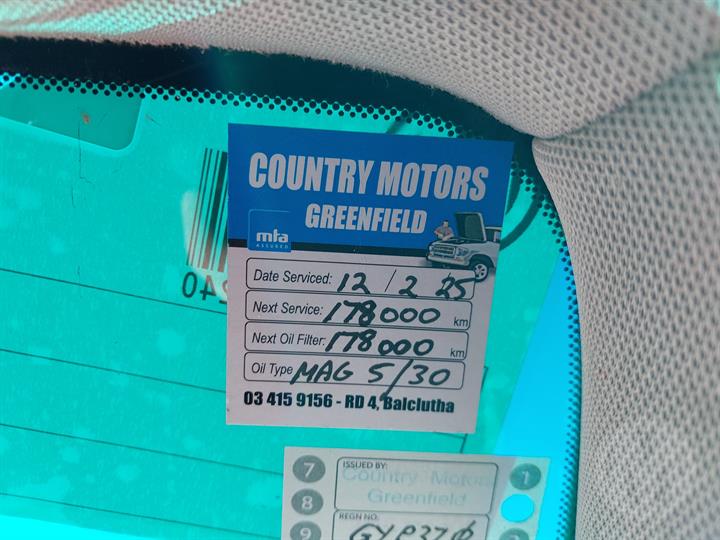 COUNTRY MOTORS
GREENFIELD
mta
ASSURED
Date Serviced: 12 / 2 25
Next Service: 178000 km
Next Oil Filter: 178000 km
Oil Type MAG 5/30
03 415 9156 - RD 4, Balclutha
7 ISSUED BY: 1
Country Motors
8 Greenfield
9 REGN NO.